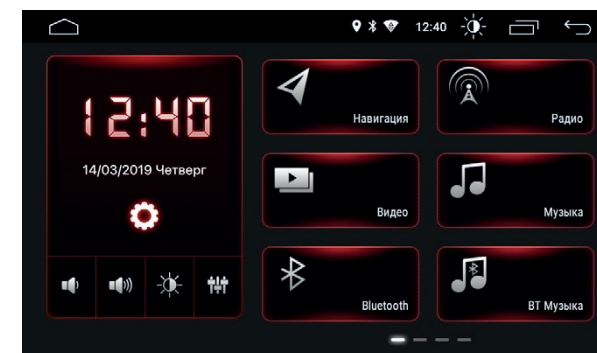 12:40
12:40
14/03/2019 Четверг
Навигация
Радио
Видео
Музыка
Bluetooth
BT Музыка